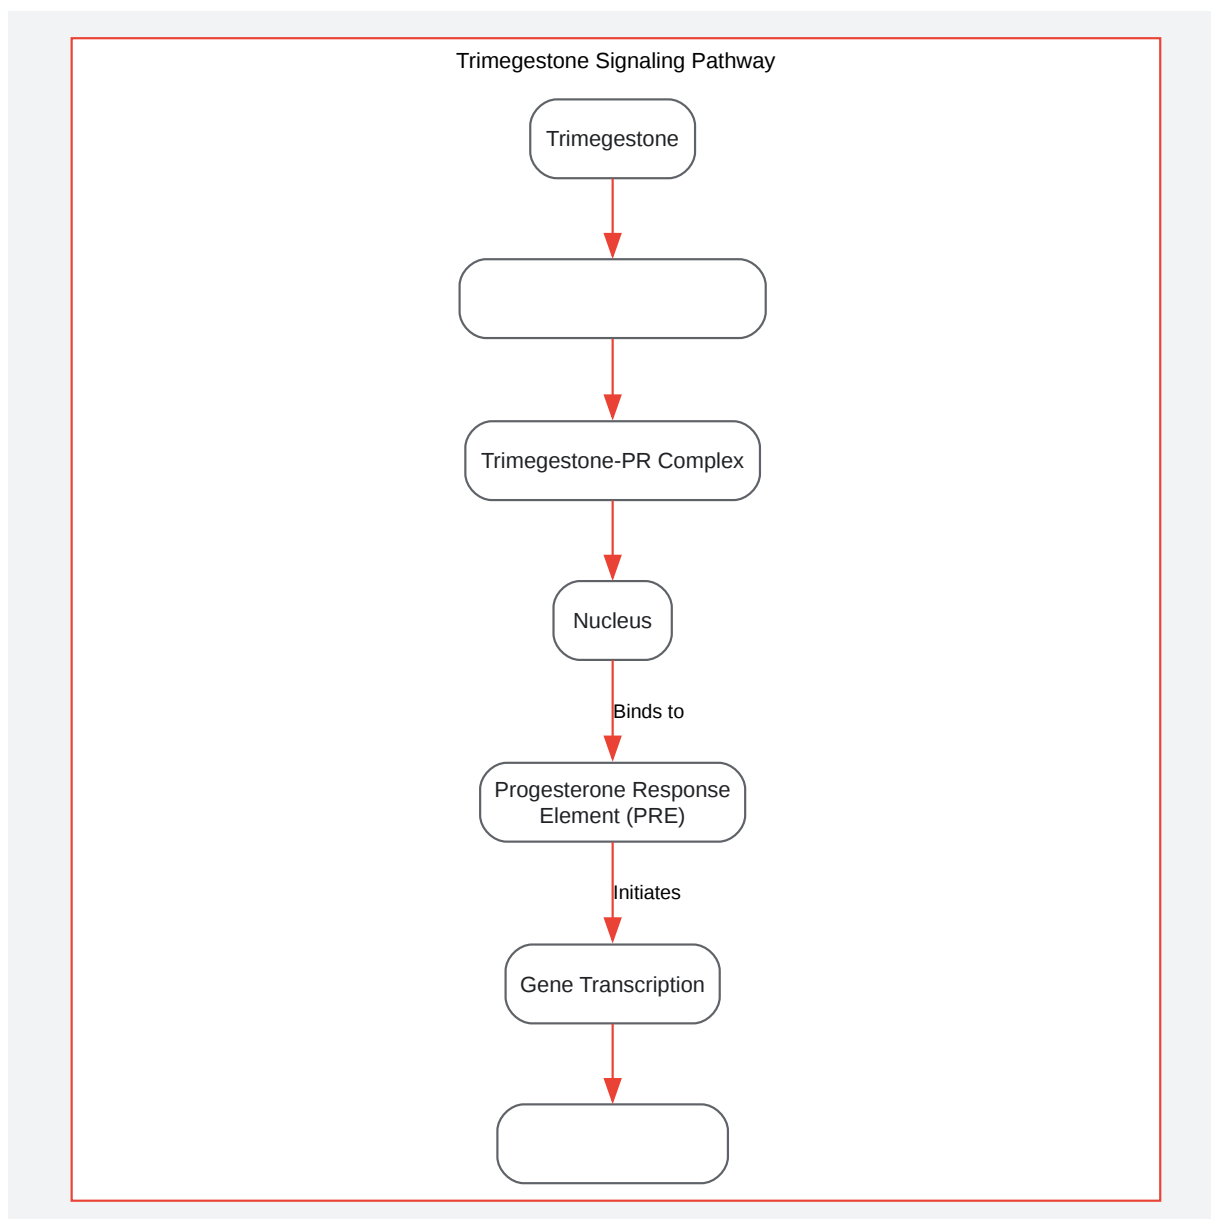 Trimegestone Signaling Pathway
Trimegestone
Trimegestone-PR Complex
Nucleus
Binds to
Progesterone Response
Element (PRE)
Initiates
Gene Transcription